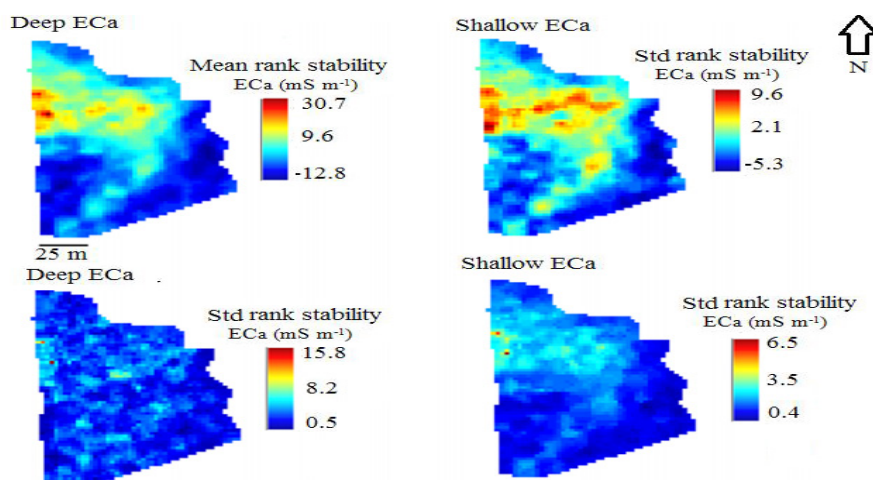 Deep ECa
Mean rank stability
ECa (mS m⁻¹)
30.7
9.6
-12.8
25 m
Shallow ECa
Std rank stability
ECa (mS m⁻¹)
9.6
2.1
-5.3
N
Deep ECa
Std rank stability
ECa (mS m⁻¹)
15.8
8.2
0.5
Shallow ECa
Std rank stability
ECa (mS m⁻¹)
6.5
3.5
0.4